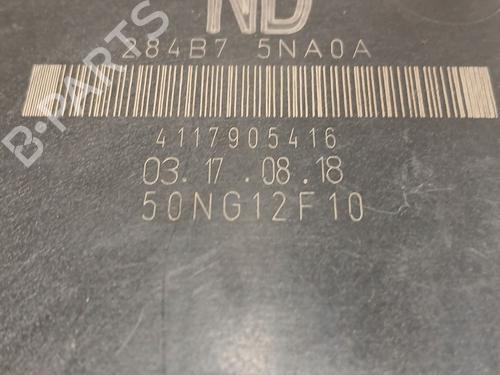 ND
284B7 5NA0A
4117905416
03.17 .08.18
50NG12F10
B-PARTS